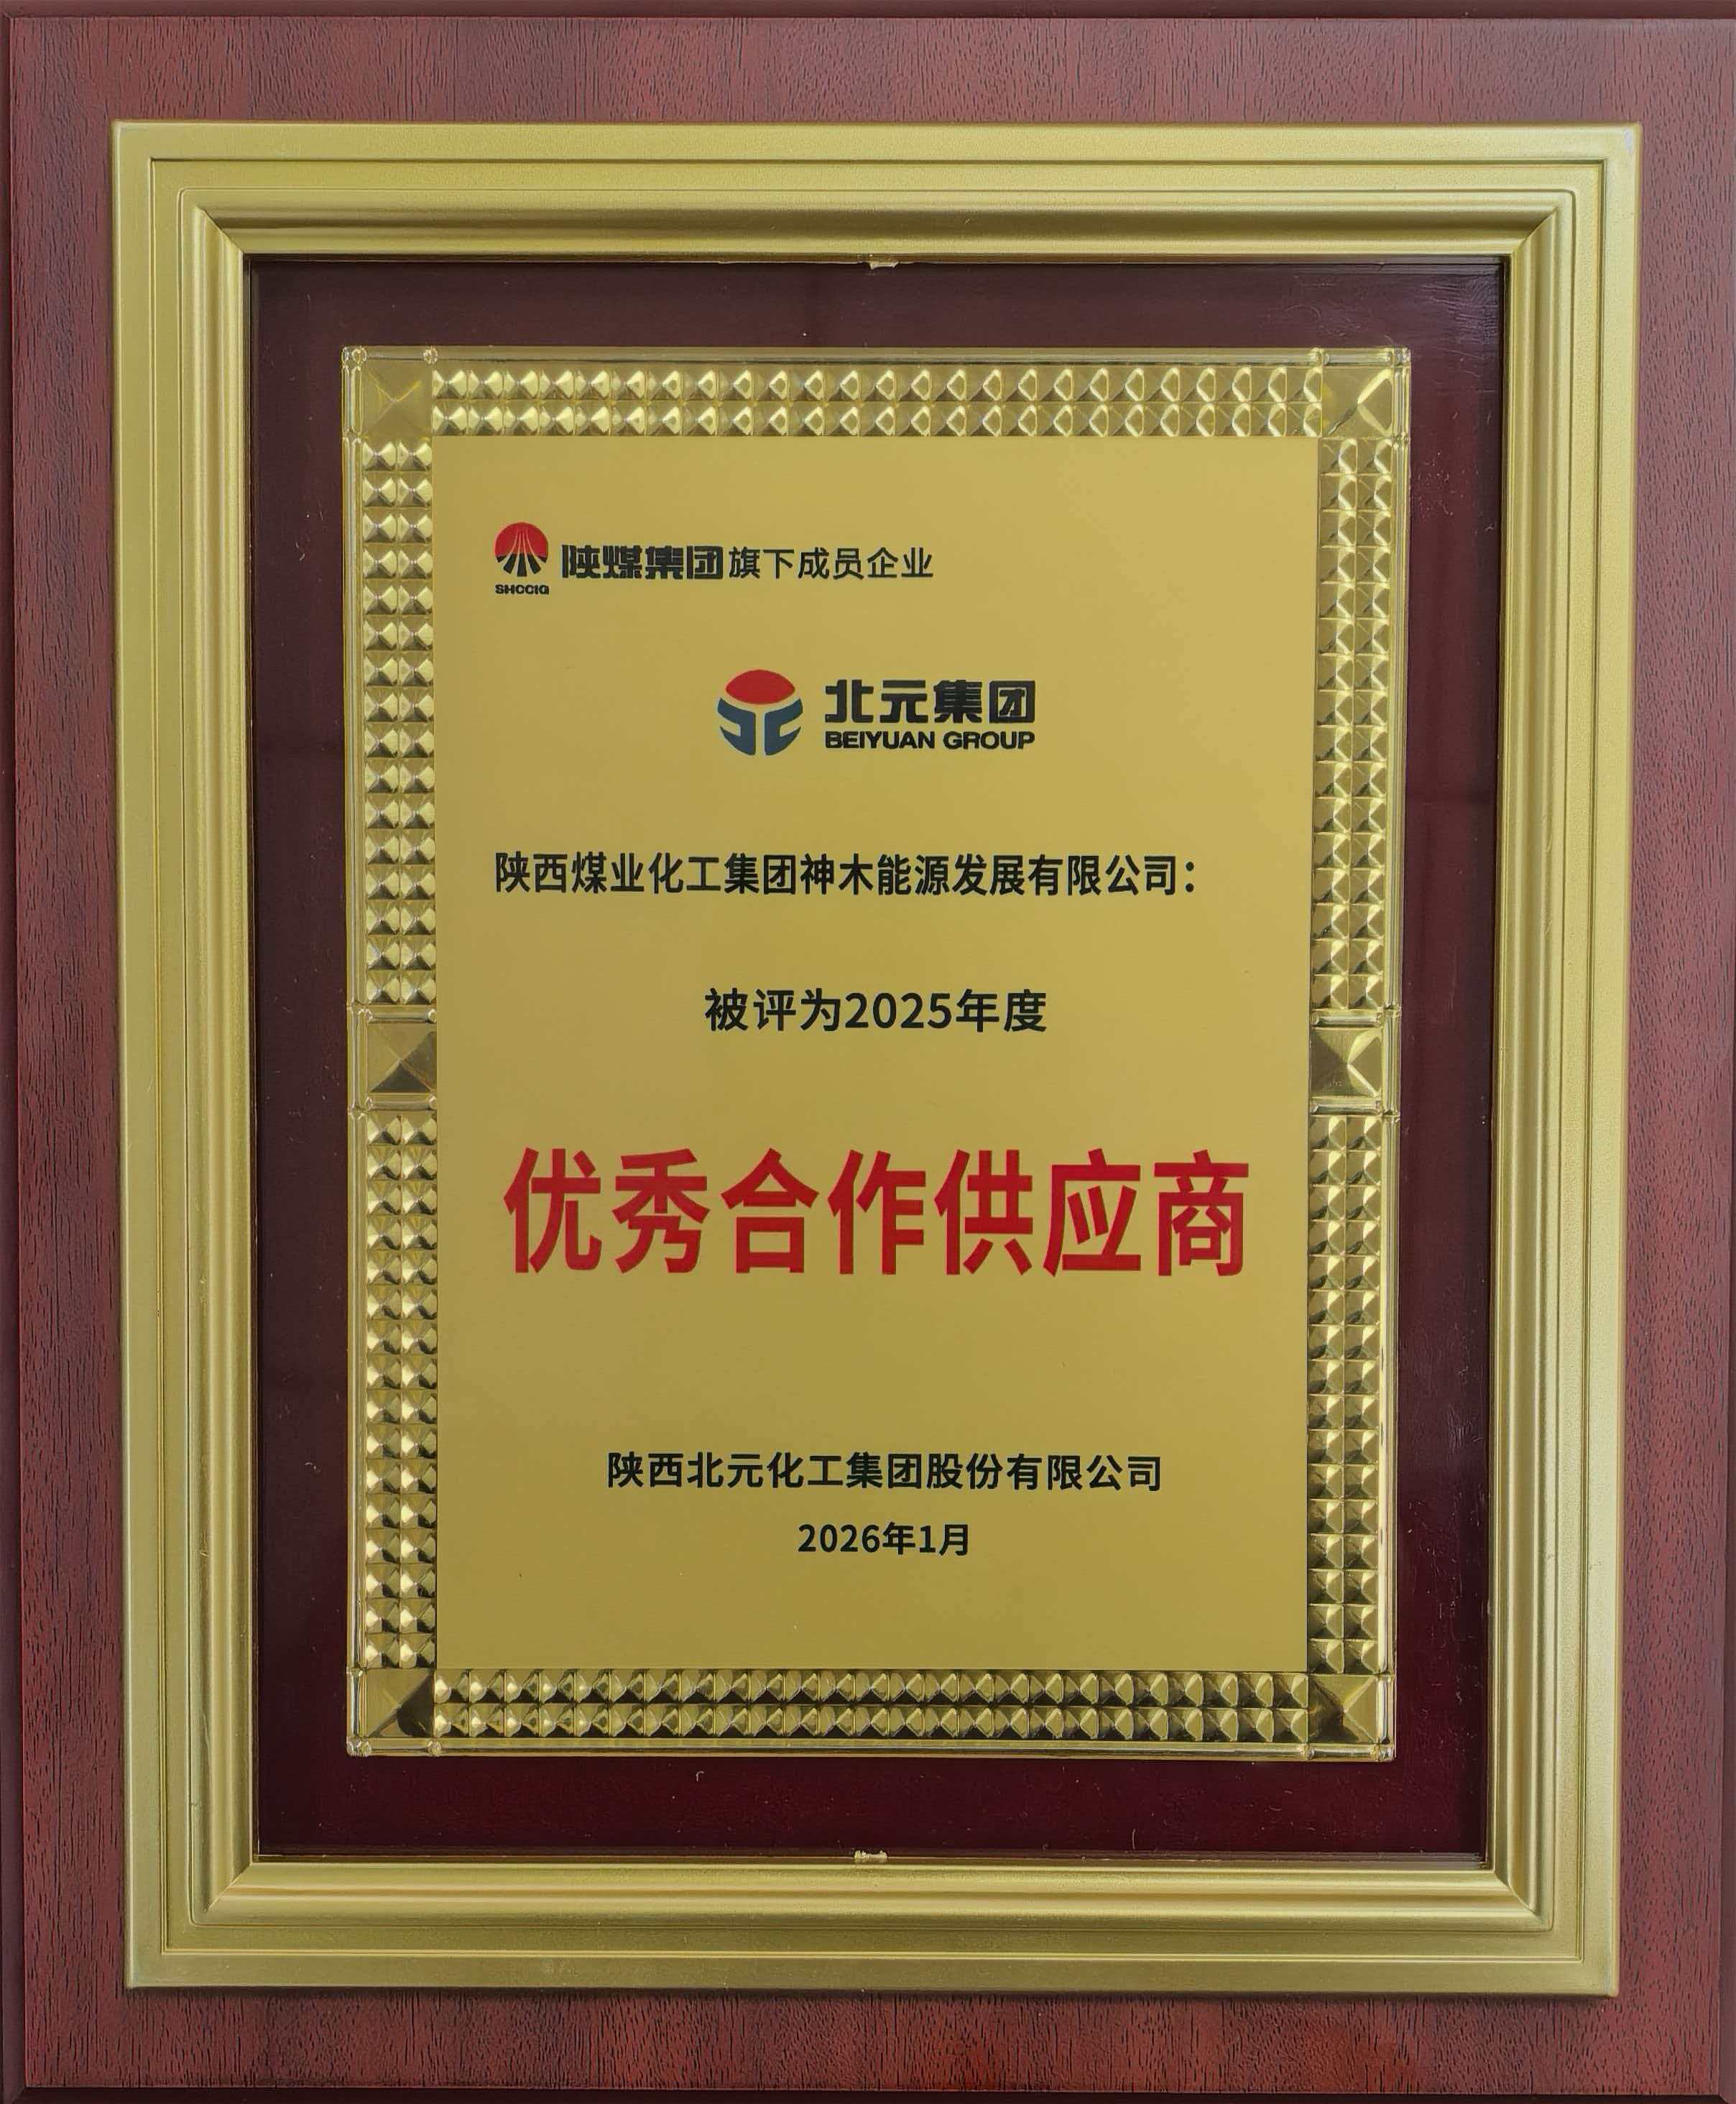 SHCCIG
陕煤集团旗下成员企业
北元集团
BEIYUAN GROUP
陕西煤业化工集团神木能源发展有限公司：
被评为2025年度
优秀合作供应商
陕西北元化工集团股份有限公司
2026年1月